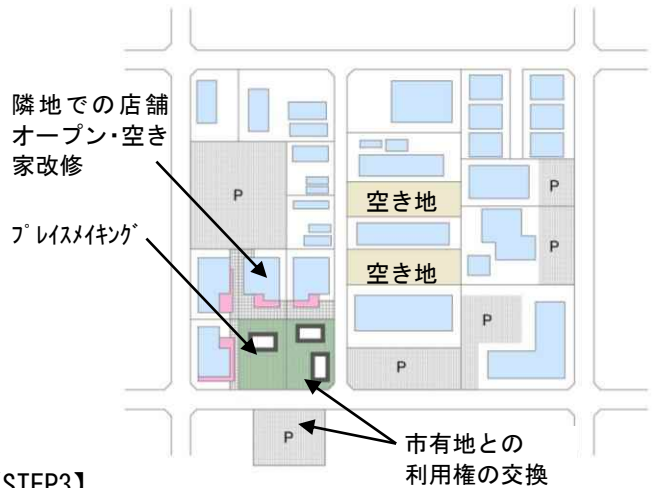 隣地での店舗
オープン・空き
家改修
ﾌﾟﾚｲｽﾒｲｷﾝｸﾞ
P
空き地
P
空き地
P
P
P
P
市有地との
利用権の交換
STEP3】